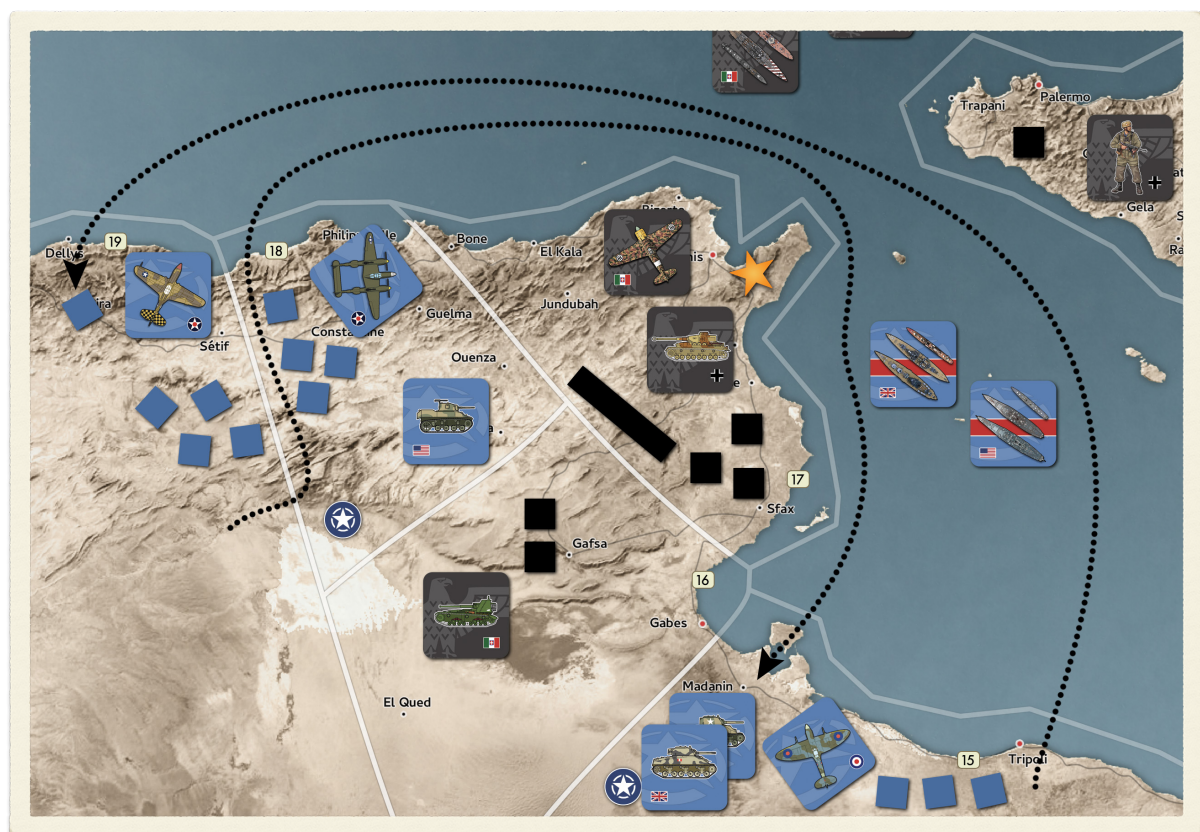 Trapani
Palermo
Gela
Dellys
19
18
Bone
El Kala
Jundubah
Guelma
Sétif
Ouenza
17
Sfax
Gafsa
16
Gabes
El Qued
Madanin
15
Tripoli